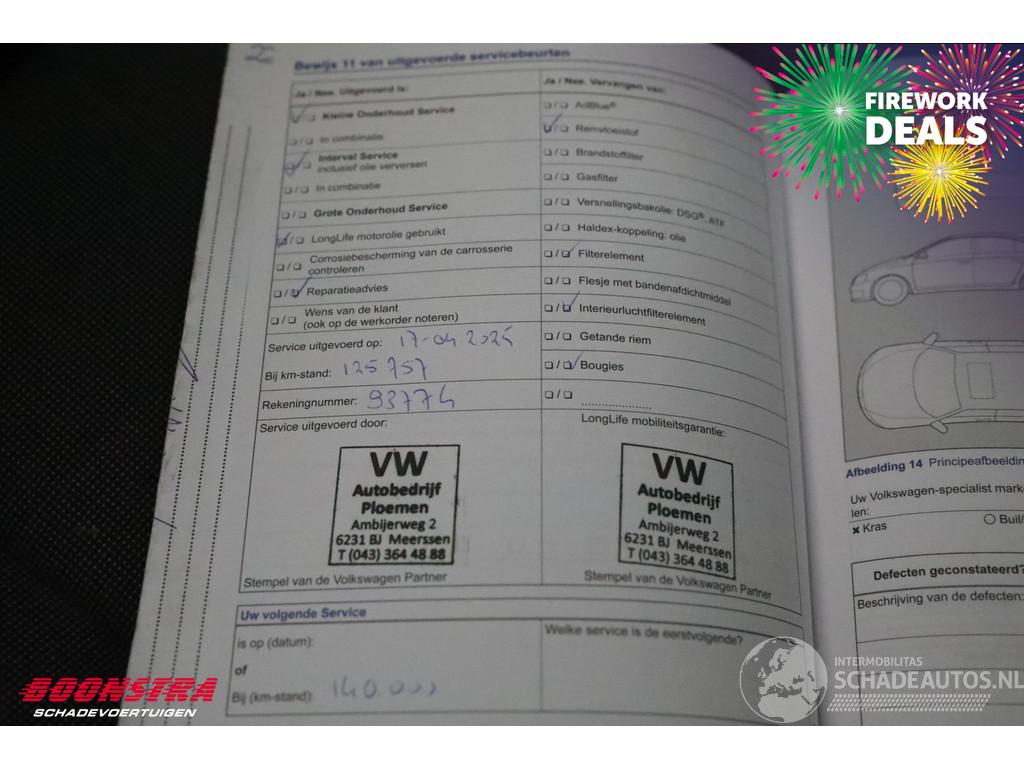 Bewijs 11 van uitgevoerde servicebeurten
Ja / Nee. Uitgevoerd is:
Kleine Onderhoud Service
In combinatie
Interval Service
inclusief olie verversen
In combinatie
Grote Onderhoud Service
LongLife motorolie gebruikt
Corrosiebescherming van de carrosserie
controleren
Reparatieadvies
Wens van de klant
(ook op de werkorder noteren)
Service uitgevoerd op: 17-04 2024
Bij km-stand: 125757
Rekeningnummer: 93774
Service uitgevoerd door:
VW
Autobedrijf
Ploemen
Ambijerweg 2
6231 BJ Meerssen
T (043) 364 48 88
Stempel van de Volkswagen Partner
Ja / Nee. Vervangen van:
AdBlue®
Remvloeistof
Brandstoffilter
Gasfilter
Versnellingsbakolie: DSG®, ATF
Haldex-koppeling: olie
Filterelement
Flesje met bandenafdichtmiddel
Interieurluchtfilterelement
Getande riem
Bougies
LongLife mobiliteitsgarantie:
VW
Autobedrijf
Ploemen
Ambijerweg 2
6231 BJ Meerssen
T (043) 364 48 88
Stempel van de Volkswagen Partner
Uw volgende Service
is op (datum):
of
Bij (km-stand): 140.000
Welke service is de eerstvolgende?
FIREWORK
DEALS
Afbeelding 14 Principeafbeeldin
Uw Volkswagen-specialist marke
len:
× Kras
Buil/
Defecten geconstateerd?
Beschrijving van de defecten:
BOONSTRA
SCHADEVOERTUIGEN
INTERMOBILITAS
SCHADEAUTOS.NL